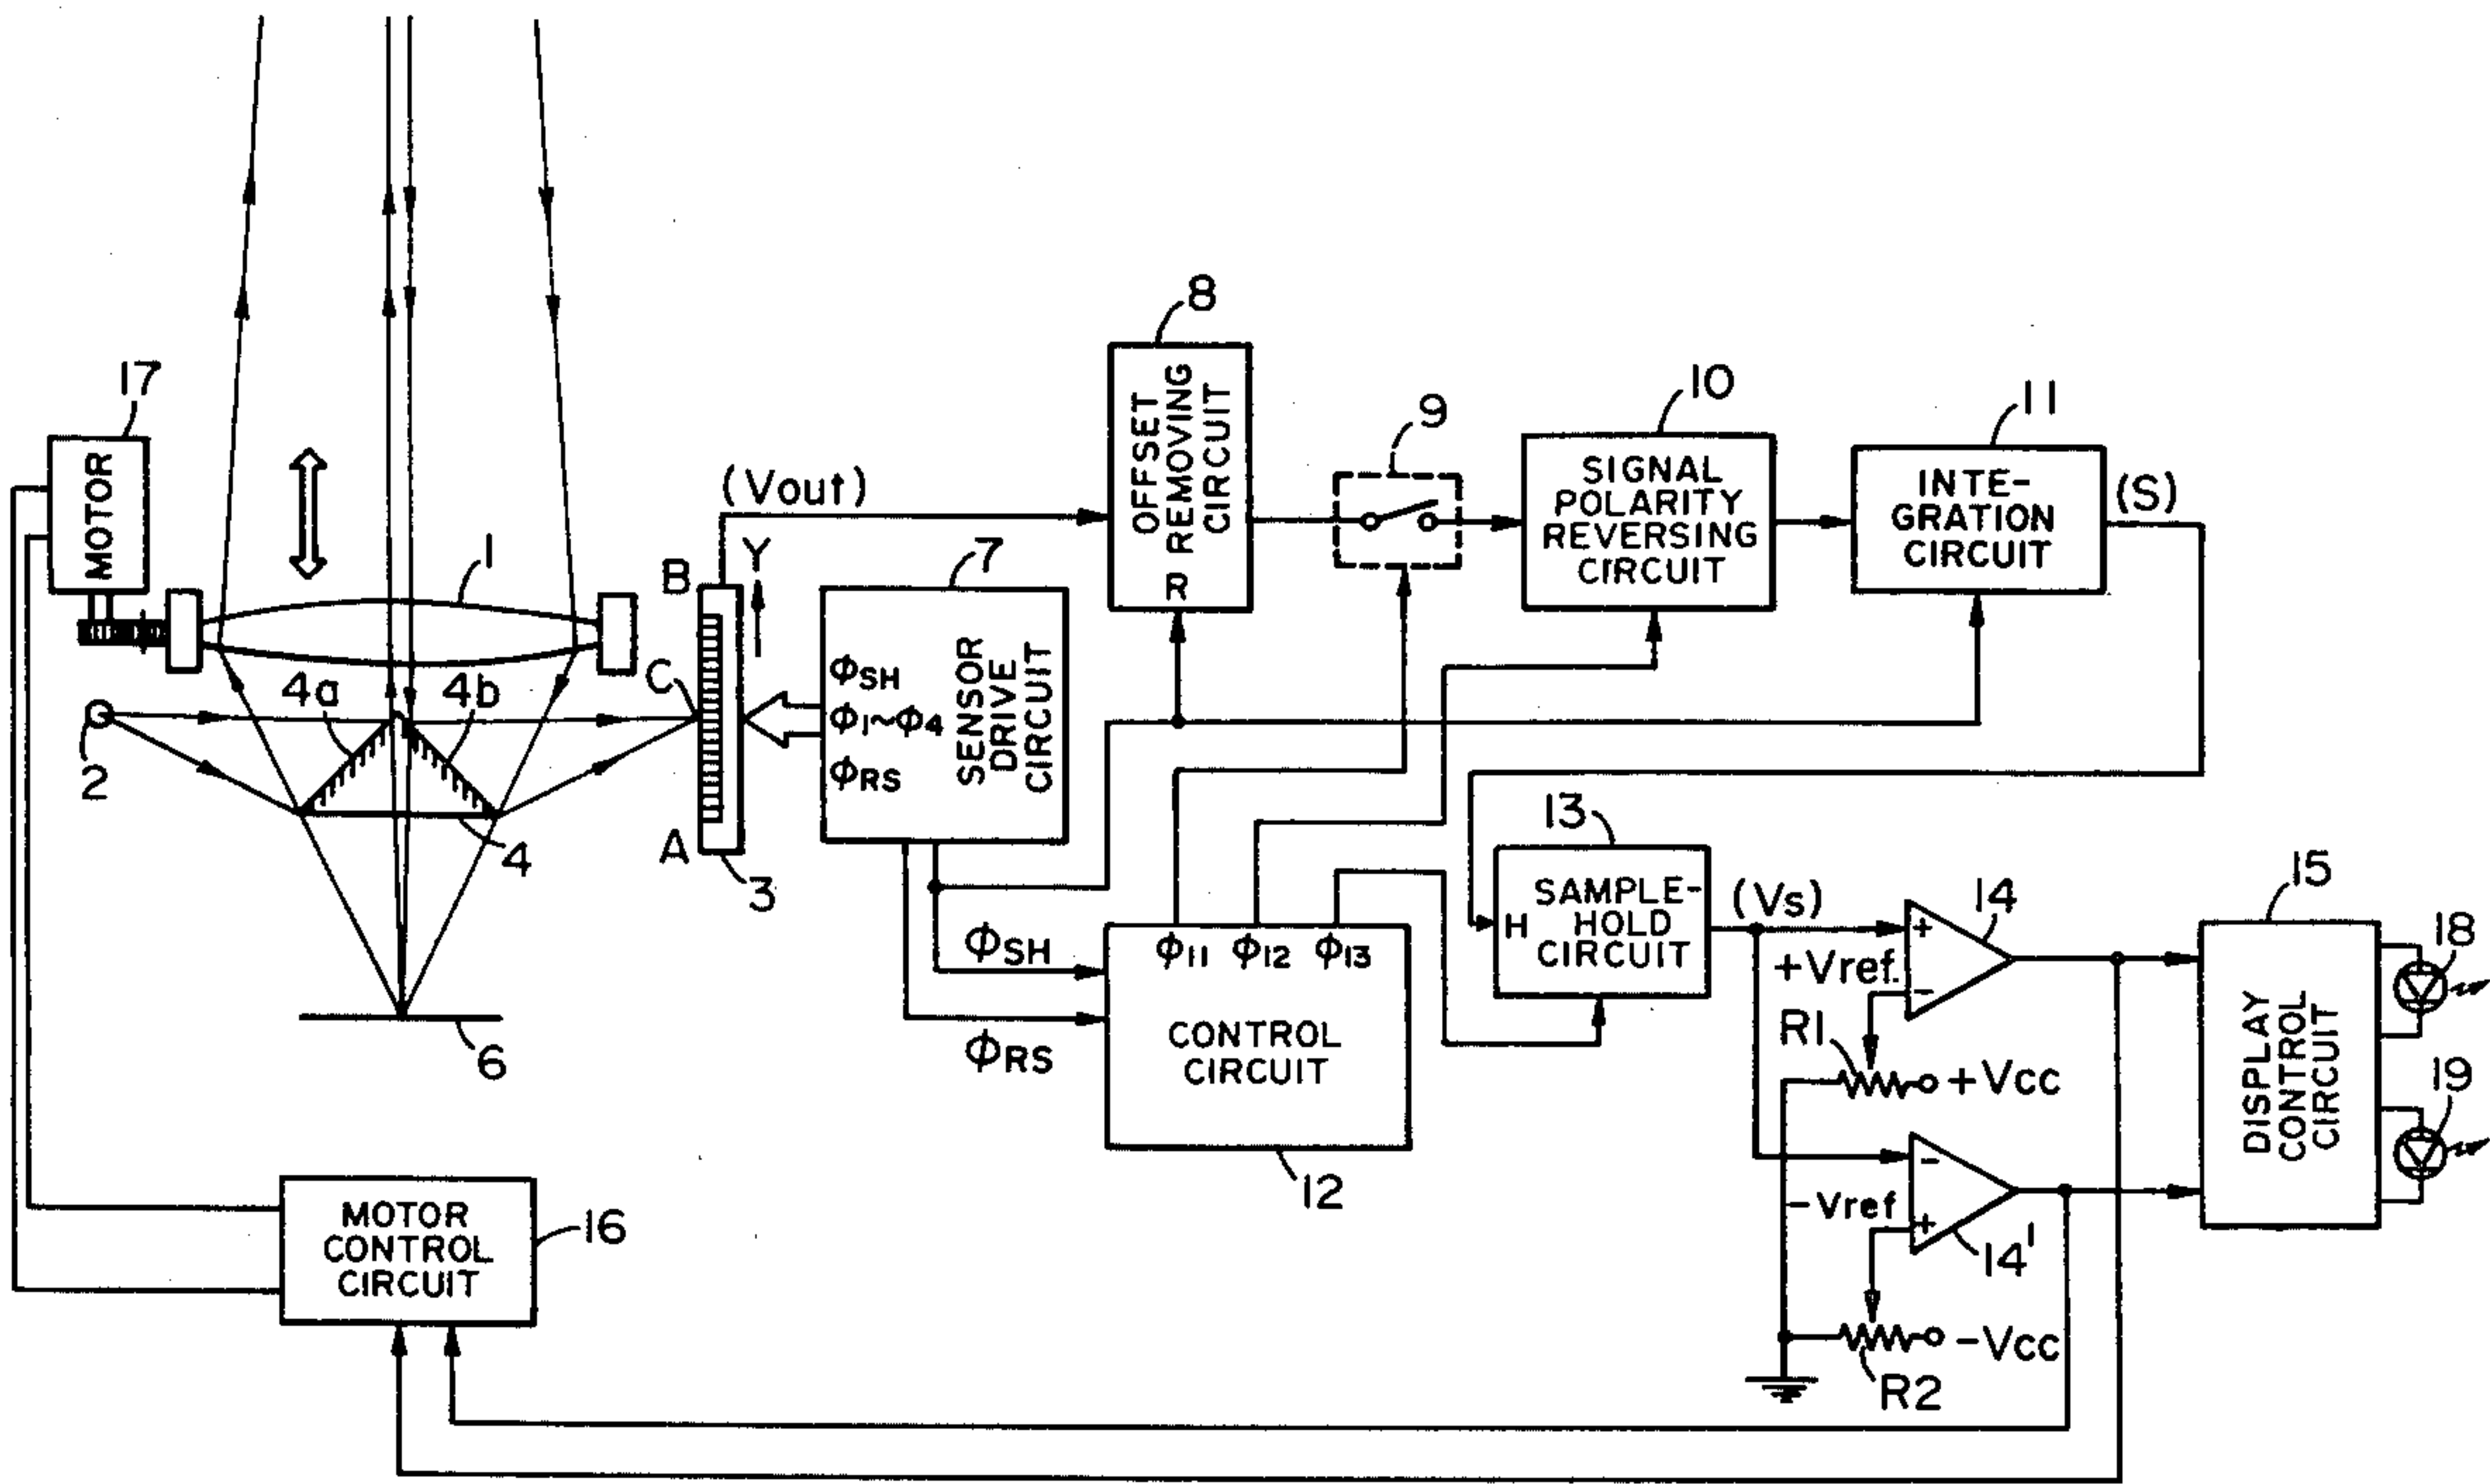 8
17
10
11
9
MOTOR
OFFSET
REMOVING
CIRCUIT
R
SIGNAL
POLARITY
REVERSING
CIRCUIT
INTE-
GRATION
CIRCUIT
(S)
(Vout)
1
B
Y
7
C
4a
4b
2
4
A
3
ΦSH
Φ1~Φ4
ΦRS
SENSOR
DRIVE
CIRCUIT
13
SAMPLE-
HOLD
CIRCUIT
H
(Vs)
14
15
18
+Vref.
+
-
ΦSH
ΦRS
Φ11 Φ12 Φ13
CONTROL
CIRCUIT
12
6
R1
+Vcc
DISPLAY
CONTROL
CIRCUIT
19
-
-Vref
+
14'
MOTOR
CONTROL
CIRCUIT
16
-Vcc
R2